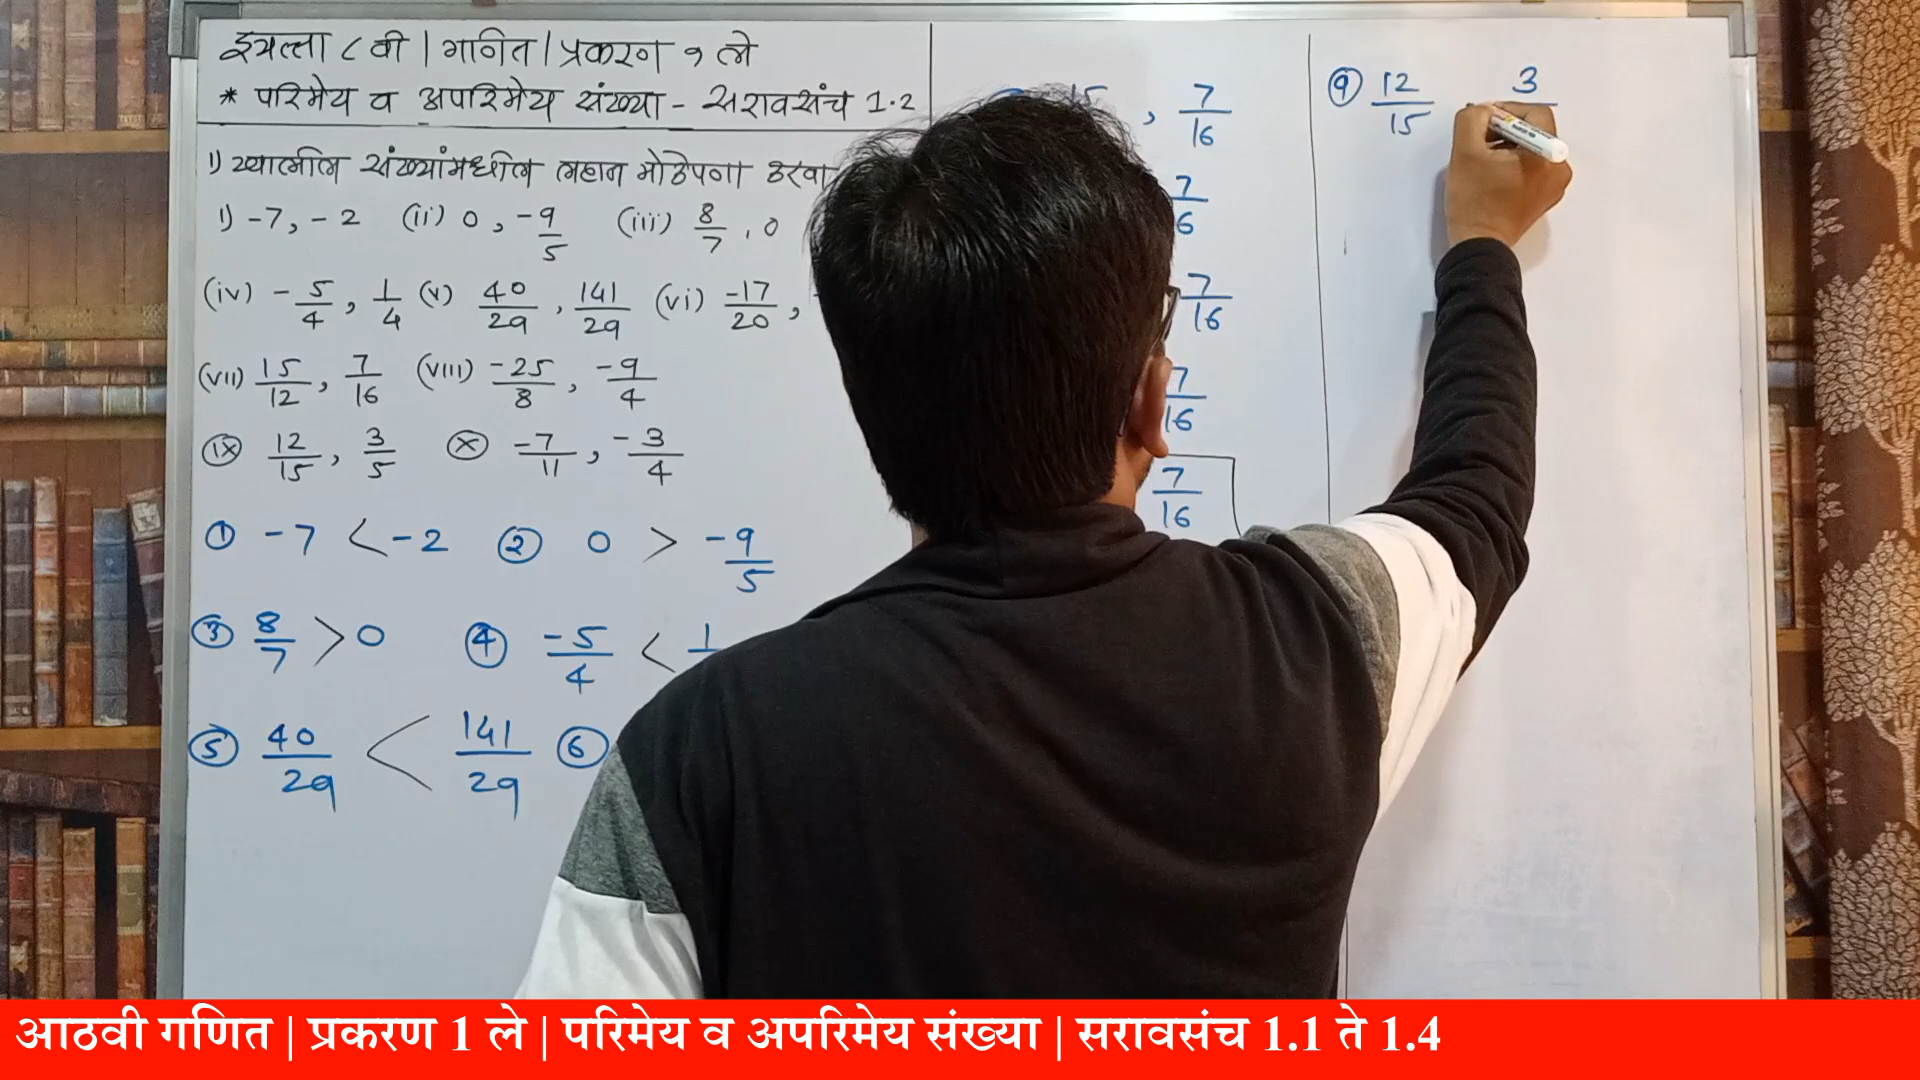 इयत्ता ८ वी | गणित | प्रकरण १ ले
* परिमेय व अपरिमेय संख्या - सरावसंच 1.2
1) खालील संख्यांमधील लहान मोठेपणा ठरवा
i) -7, -2 (ii) 0, -9/5 (iii) 8/7, 0
(iv) -5/4, 1/4 (v) 40/29, 141/29 (vi) -17/20,
(vii) 15/12, 7/16 (viii) -25/8, -9/4
(ix) 12/15, 3/5 (x) -7/11, -3/4
① -7 < -2 ② 0 > -9/5
③ 8/7 > 0 ④ -5/4 < 1
⑤ 40/29 < 141/29 ⑥
15 , 7/16
7/6
7/16
7/16
7/16
⑨ 12/15 3
आठवी गणित | प्रकरण 1 ले | परिमेय व अपरिमेय संख्या | सरावसंच 1.1 ते 1.4